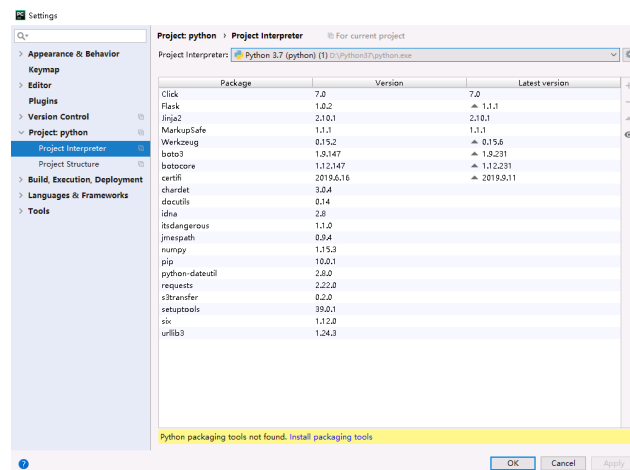 PC Settings
Project: python › Project Interpreter For current project
Appearance & Behavior
Keymap
Editor
Plugins
Version Control
Project: python
Project Interpreter
Project Structure
Build, Execution, Deployment
Languages & Frameworks
Tools
Project Interpreter: Python 3.7 (python) (1) D:\Python37\python.exe
Package Version Latest version
Click 7.0 7.0
Flask 1.0.2 1.1.1
Jinja2 2.10.1 2.10.1
MarkupSafe 1.1.1 1.1.1
Werkzeug 0.15.2 0.15.6
boto3 1.9.147 1.9.231
botocore 1.12.147 1.12.231
certifi 2019.6.16 2019.9.11
chardet 3.0.4
docutils 0.14
idna 2.8
itsdangerous 1.1.0
jmespath 0.9.4
numpy 1.15.3
pip 10.0.1
python-dateutil 2.8.0
requests 2.22.0
s3transfer 0.2.0
setuptools 39.0.1
six 1.12.0
urllib3 1.24.3
Python packaging tools not found. Install packaging tools
? OK Cancel Apply